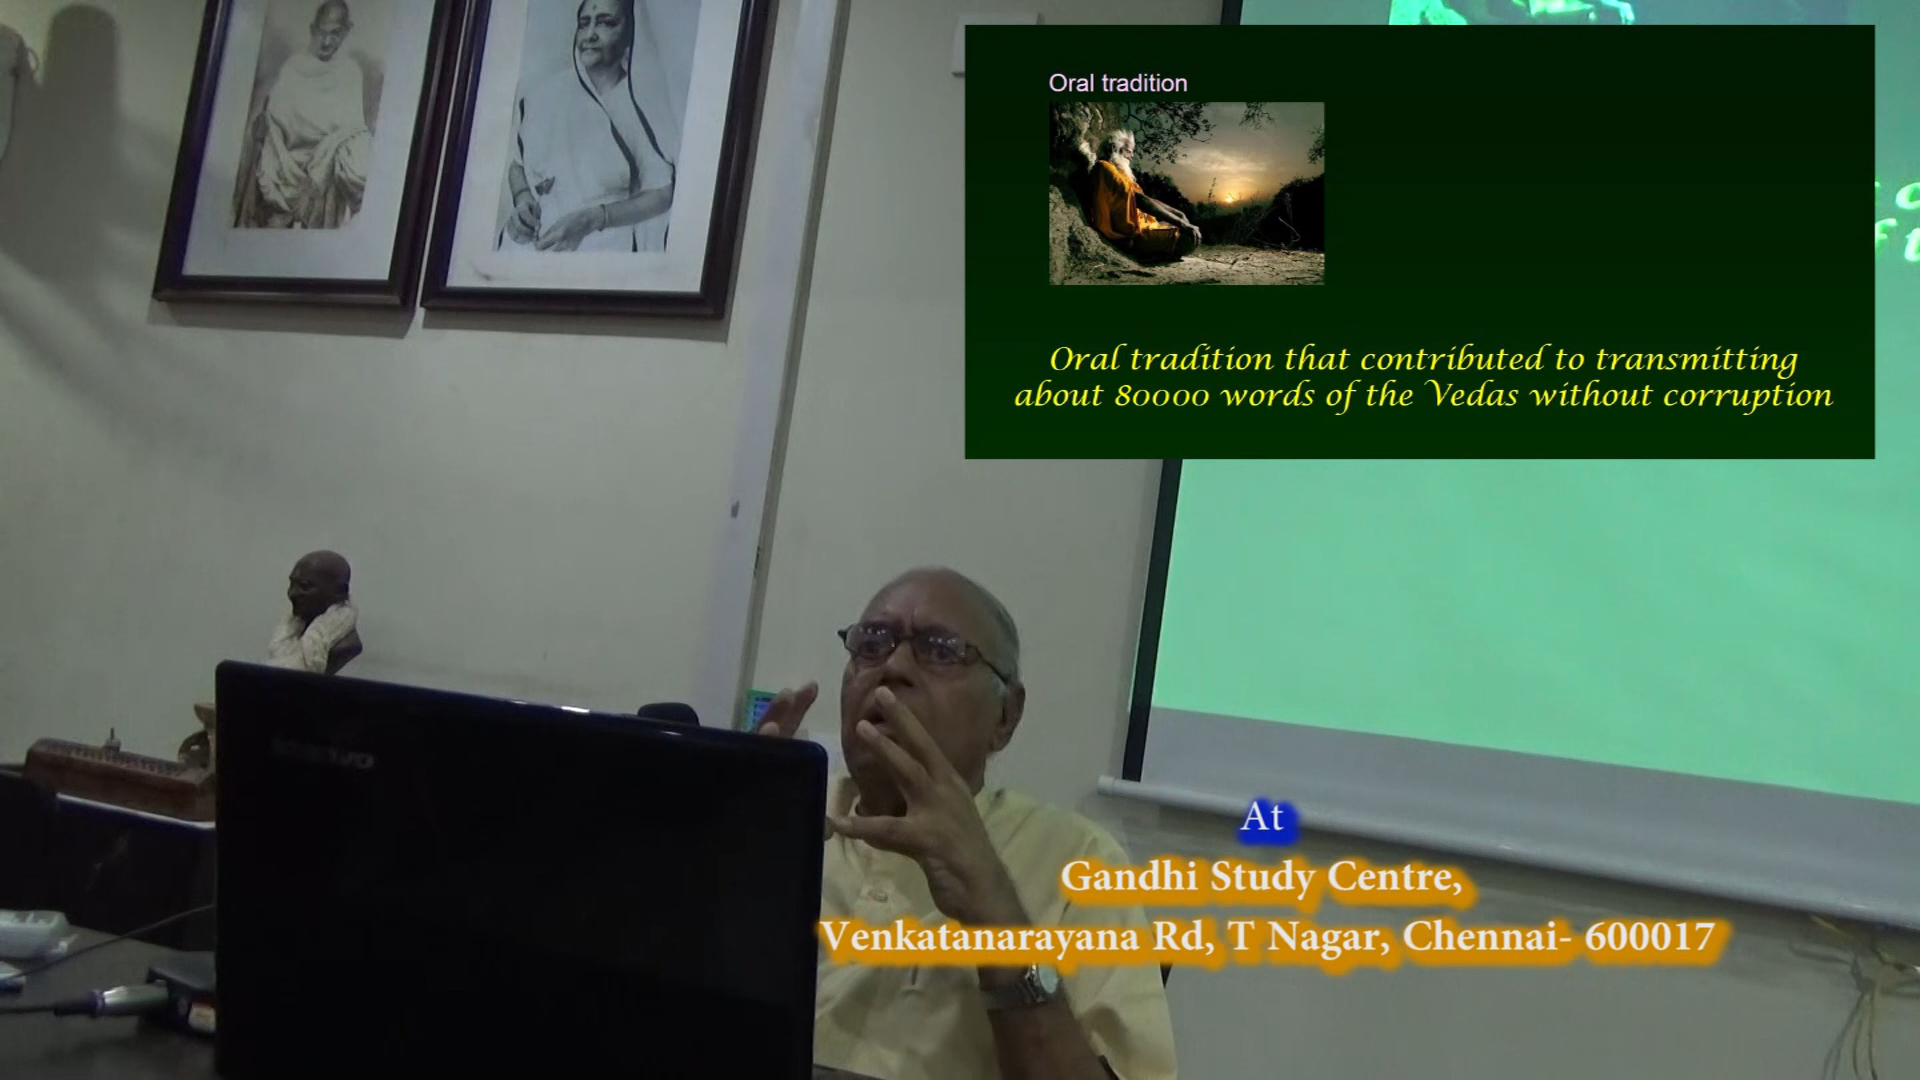 Oral tradition
Oral tradition that contributed to transmitting
about 80000 words of the Vedas without corruption
At
Gandhi Study Centre,
Venkatanarayana Rd, T Nagar, Chennai- 600017